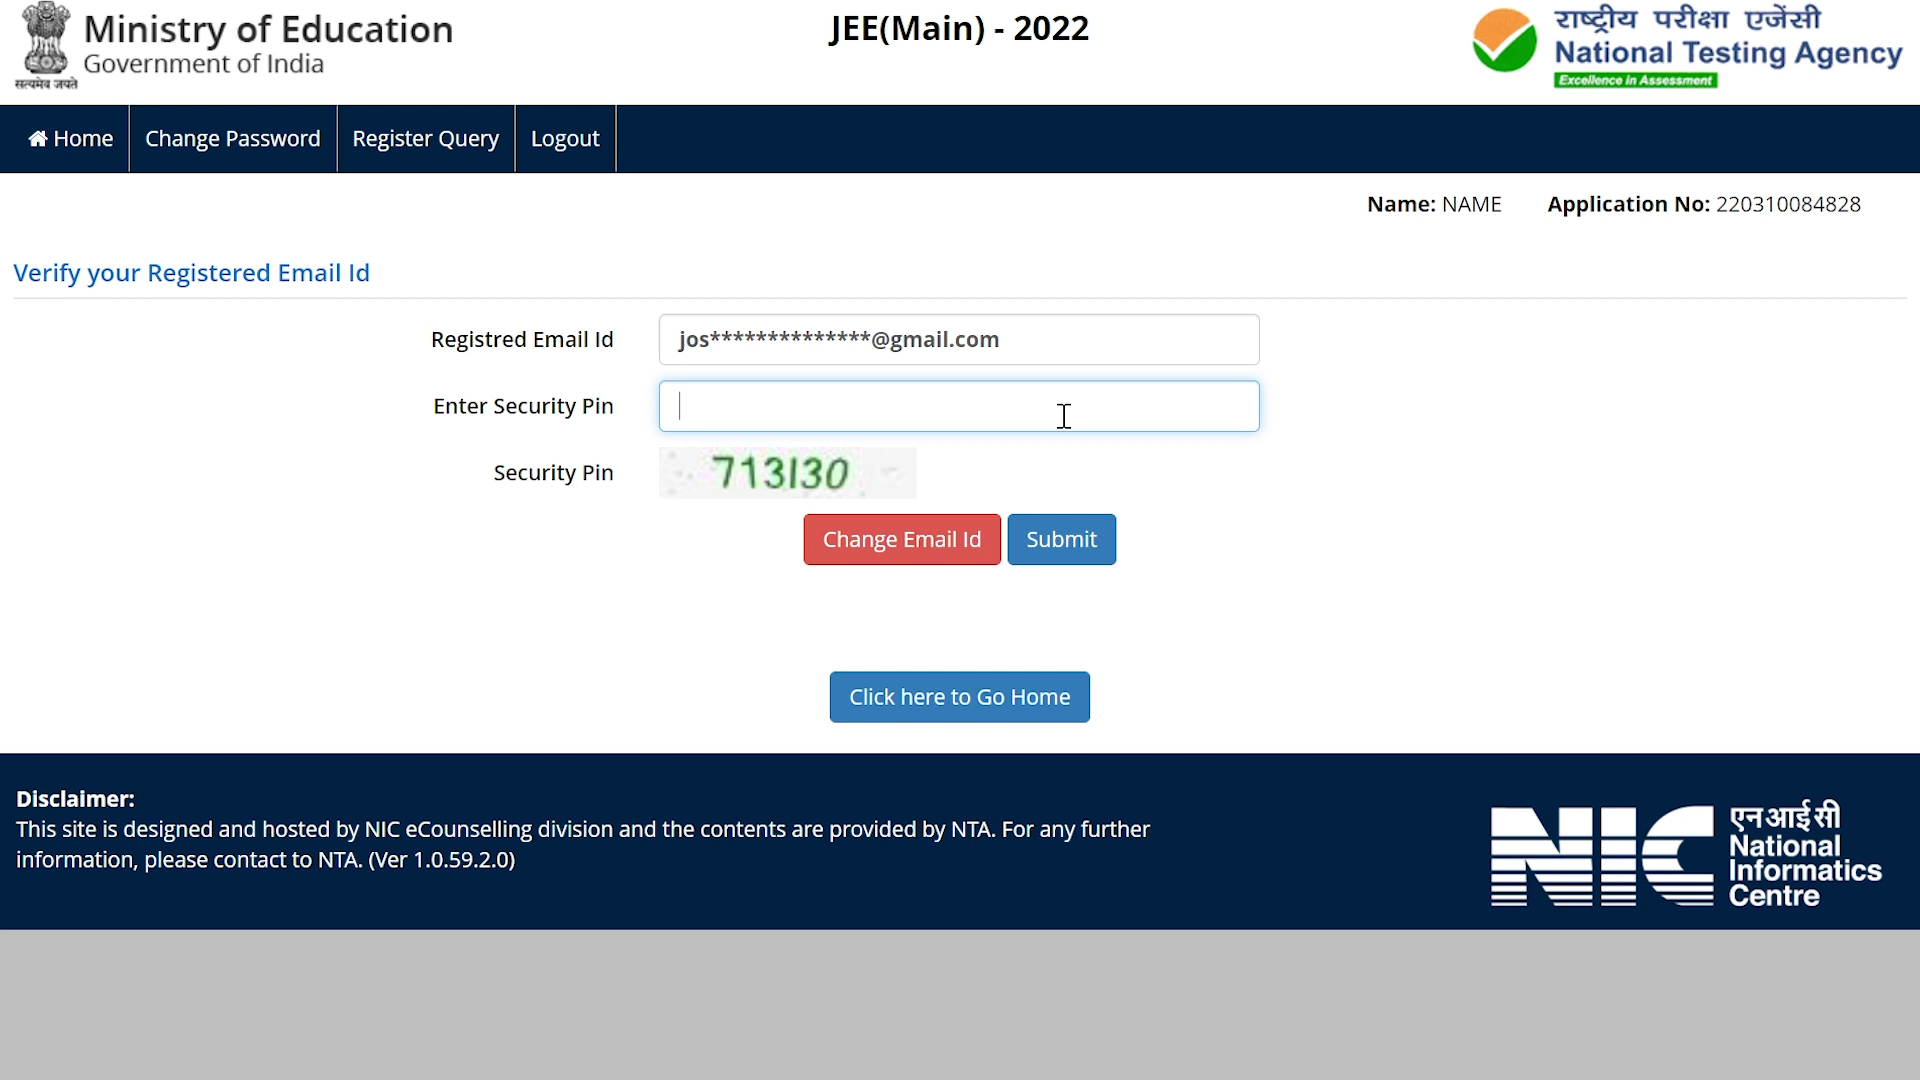 Ministry of Education
Government of India
सत्यमेव जयते
JEE(Main) - 2022
राष्ट्रीय परीक्षा एजेंसी
National Testing Agency
Excellence in Assessment
Home
Change Password
Register Query
Logout
Name: NAME
Application No: 220310084828
Verify your Registered Email Id
Registred Email Id
jos**************@gmail.com
Enter Security Pin
Security Pin
713130
Change Email Id
Submit
Click here to Go Home
Disclaimer:
This site is designed and hosted by NIC eCounselling division and the contents are provided by NTA. For any further
information, please contact to NTA. (Ver 1.0.59.2.0)
NIC
एनआईसी
National
Informatics
Centre